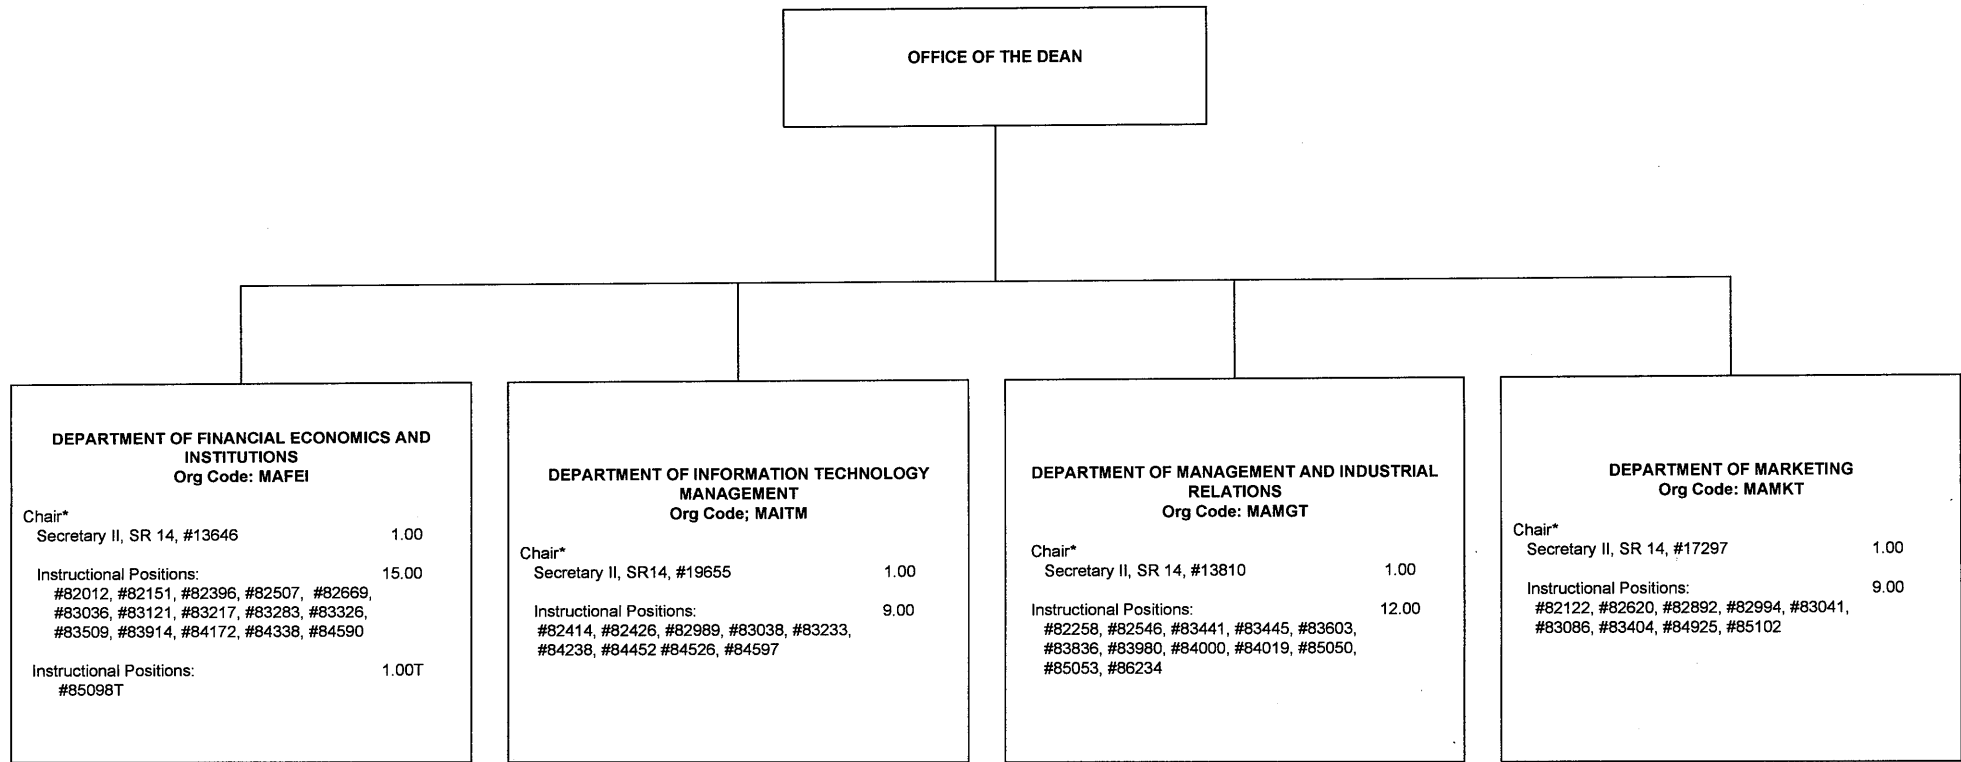 OFFICE OF THE DEAN
DEPARTMENT OF FINANCIAL ECONOMICS AND
INSTITUTIONS
Org Code: MAFEI
Chair*
Secretary II, SR 14, #13646 1.00
Instructional Positions: 15.00
#82012, #82151, #82396, #82507, #82669,
#83036, #83121, #83217, #83283, #83326,
#83509, #83914, #84172, #84338, #84590
Instructional Positions: 1.00T
#85098T
DEPARTMENT OF INFORMATION TECHNOLOGY
MANAGEMENT
Org Code; MAITM
Chair*
Secretary II, SR14, #19655 1.00
Instructional Positions: 9.00
#82414, #82426, #82989, #83038, #83233,
#84238, #84452 #84526, #84597
DEPARTMENT OF MANAGEMENT AND INDUSTRIAL
RELATIONS
Org Code: MAMGT
Chair*
Secretary II, SR 14, #13810 1.00
Instructional Positions: 12.00
#82258, #82546, #83441, #83445, #83603,
#83836, #83980, #84000, #84019, #85050,
#85053, #86234
DEPARTMENT OF MARKETING
Org Code: MAMKT
Chair*
Secretary II, SR 14, #17297 1.00
Instructional Positions: 9.00
#82122, #82620, #82892, #82994, #83041,
#83086, #83404, #84925, #85102